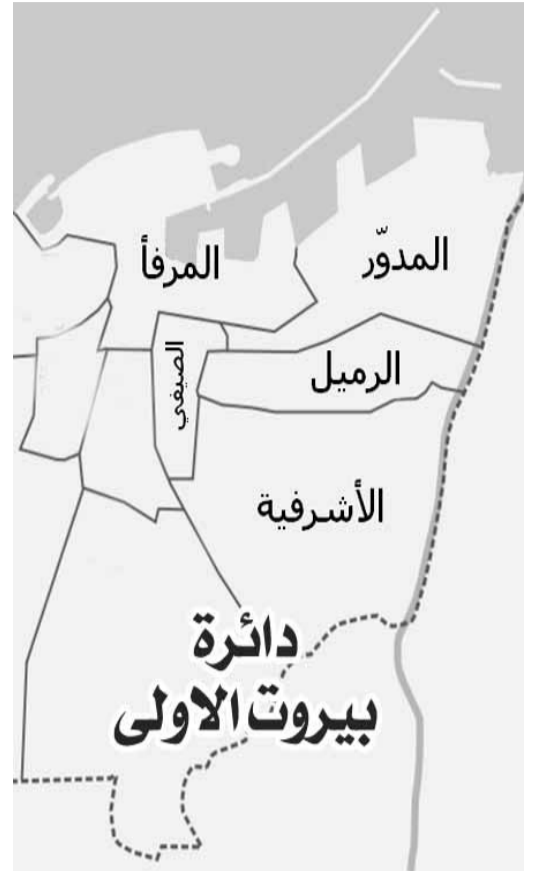 المدوّر
المرفأ
الصيفي
الرميل
الأشرفية
دائرة
بيروت الاولى